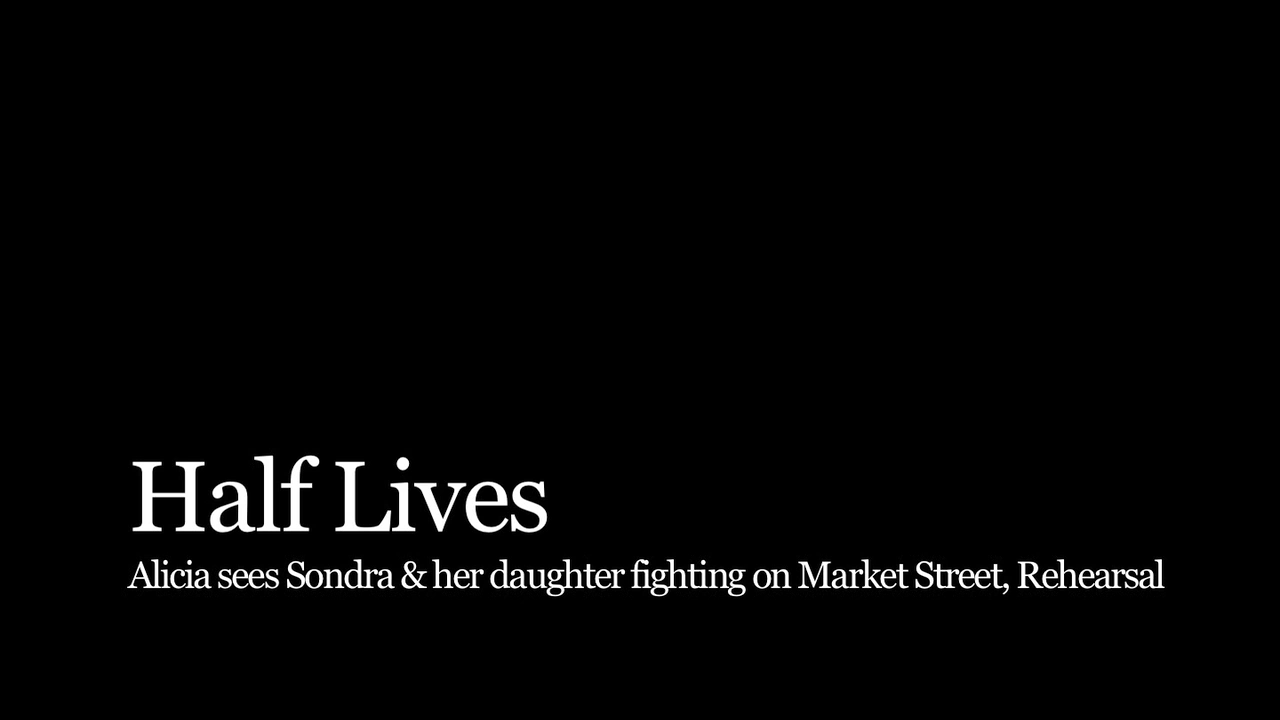 Half Lives
Alicia sees Sondra & her daughter fighting on Market Street, Rehearsal